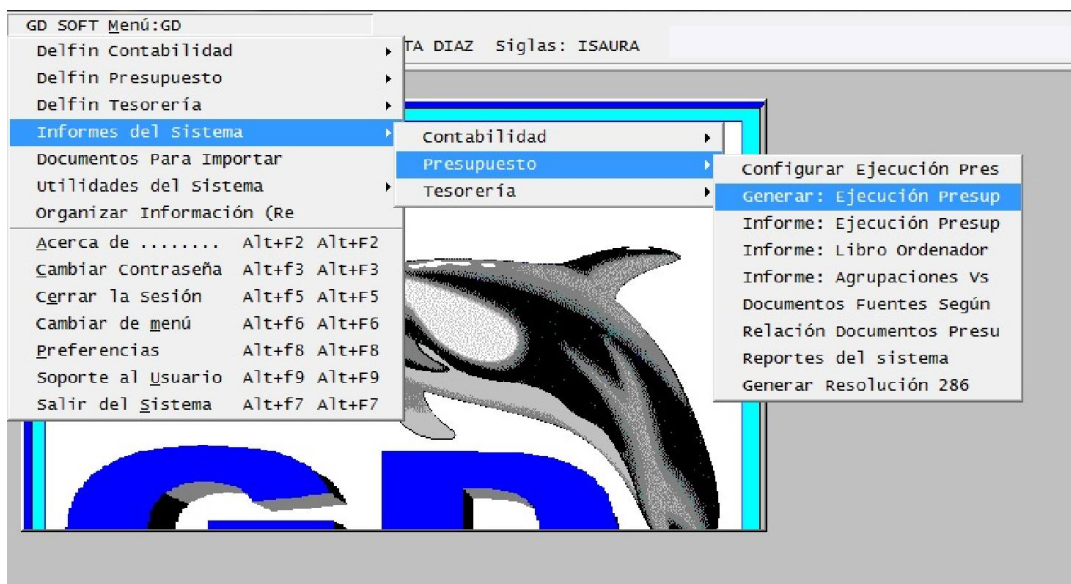 GD SOFT Menú:GD
TA DIAZ Siglas: ISAURA
Delfin Contabilidad
Delfin Presupuesto
Delfin Tesorería
Informes del Sistema
Documentos Para Importar
Utilidades del Sistema
Organizar Información (Re
Acerca de ........ Alt+F2 Alt+F2
Cambiar Contraseña Alt+f3 Alt+F3
Cerrar la sesión Alt+f5 Alt+F5
Cambiar de menú Alt+f6 Alt+F6
Preferencias Alt+f8 Alt+F8
Soporte al Usuario Alt+f9 Alt+F9
Salir del Sistema Alt+f7 Alt+F7
Contabilidad
Presupuesto
Tesorería
Configurar Ejecución Pres
Generar: Ejecución Presup
Informe: Ejecución Presup
Informe: Libro Ordenador
Informe: Agrupaciones Vs
Documentos Fuentes Según
Relación Documentos Presu
Reportes del sistema
Generar Resolución 286
GD